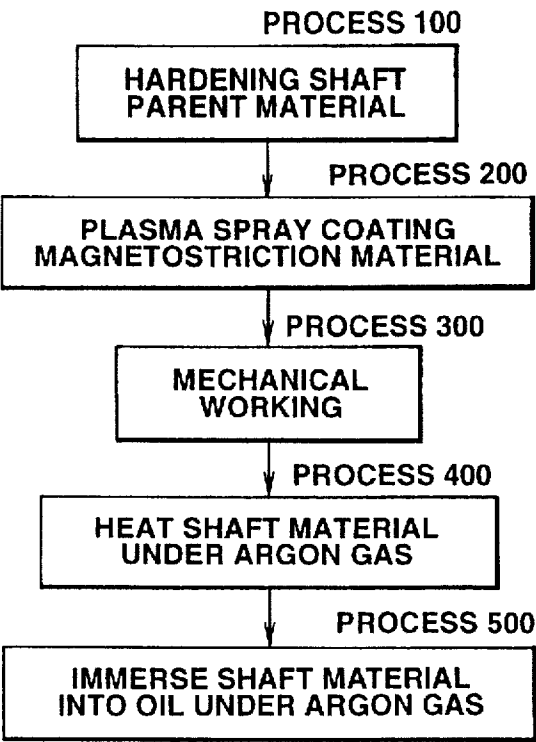 PROCESS 100
HARDENING SHAFT
PARENT MATERIAL
PROCESS 200
PLASMA SPRAY COATING
MAGNETOSTRICTION MATERIAL
PROCESS 300
MECHANICAL
WORKING
PROCESS 400
HEAT SHAFT MATERIAL
UNDER ARGON GAS
PROCESS 500
IMMERSE SHAFT MATERIAL
INTO OIL UNDER ARGON GAS